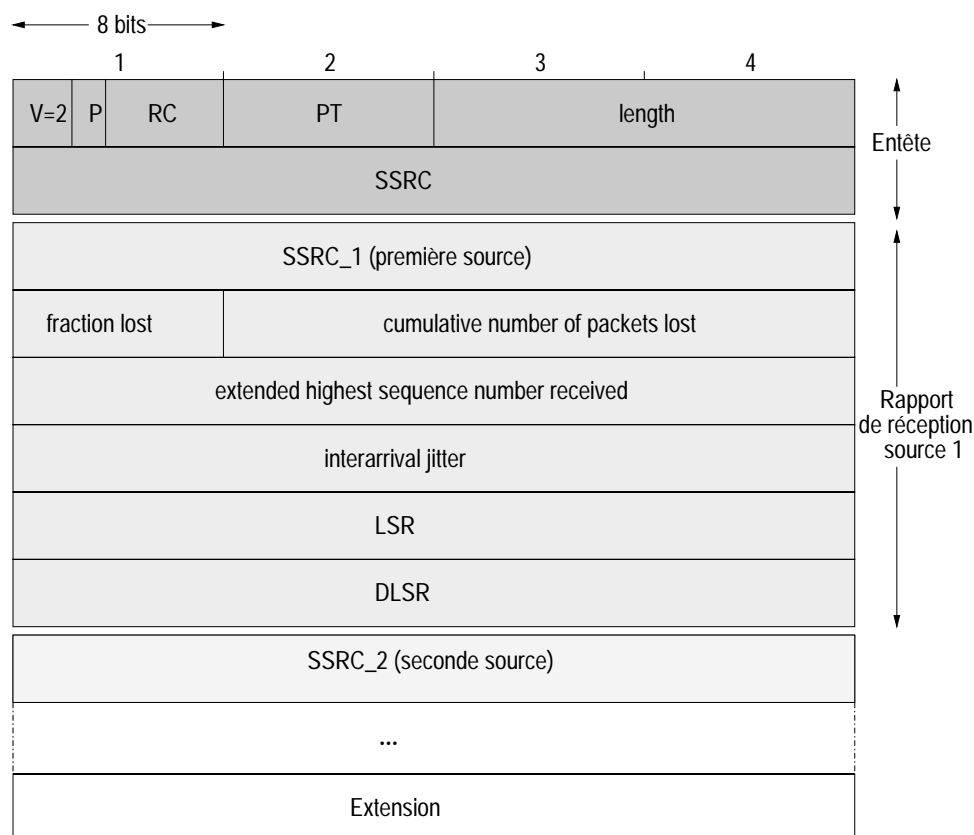 8 bits
1 2 3 4
V=2 P RC PT length
Entête
SSRC
SSRC_1 (première source)
fraction lost cumulative number of packets lost
extended highest sequence number received
Rapport
de réception
source 1
interarrival jitter
LSR
DLSR
SSRC_2 (seconde source)
...
Extension